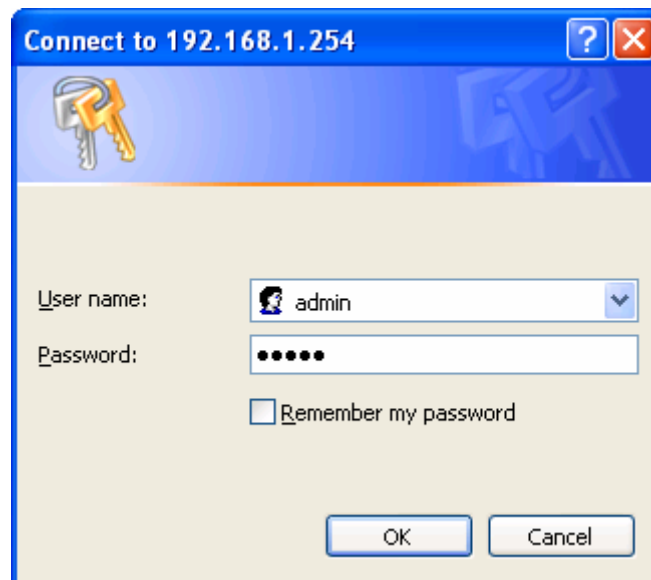 Connect to 192.168.1.254
User name: admin
Password: •••••
Remember my password
OK Cancel